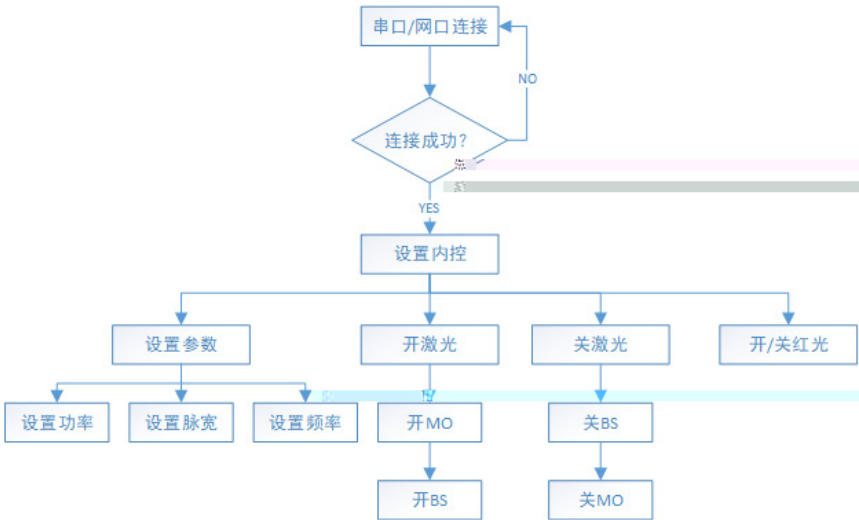 串口/网口连接
NO
连接成功?
YES
设置内控
设置参数
开激光
关激光
开/关红光
设置功率
设置脉宽
设置频率
开MO
关BS
开BS
关MO